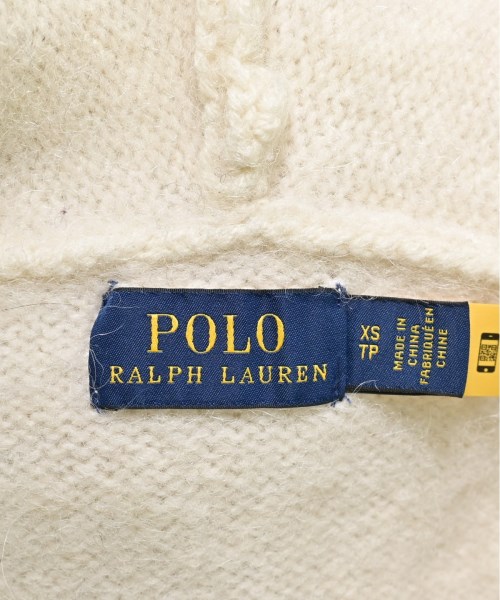 POLO
RALPH LAUREN
XS
TP
MADE IN
CHINA
FABRIQUÉ EN
CHINE